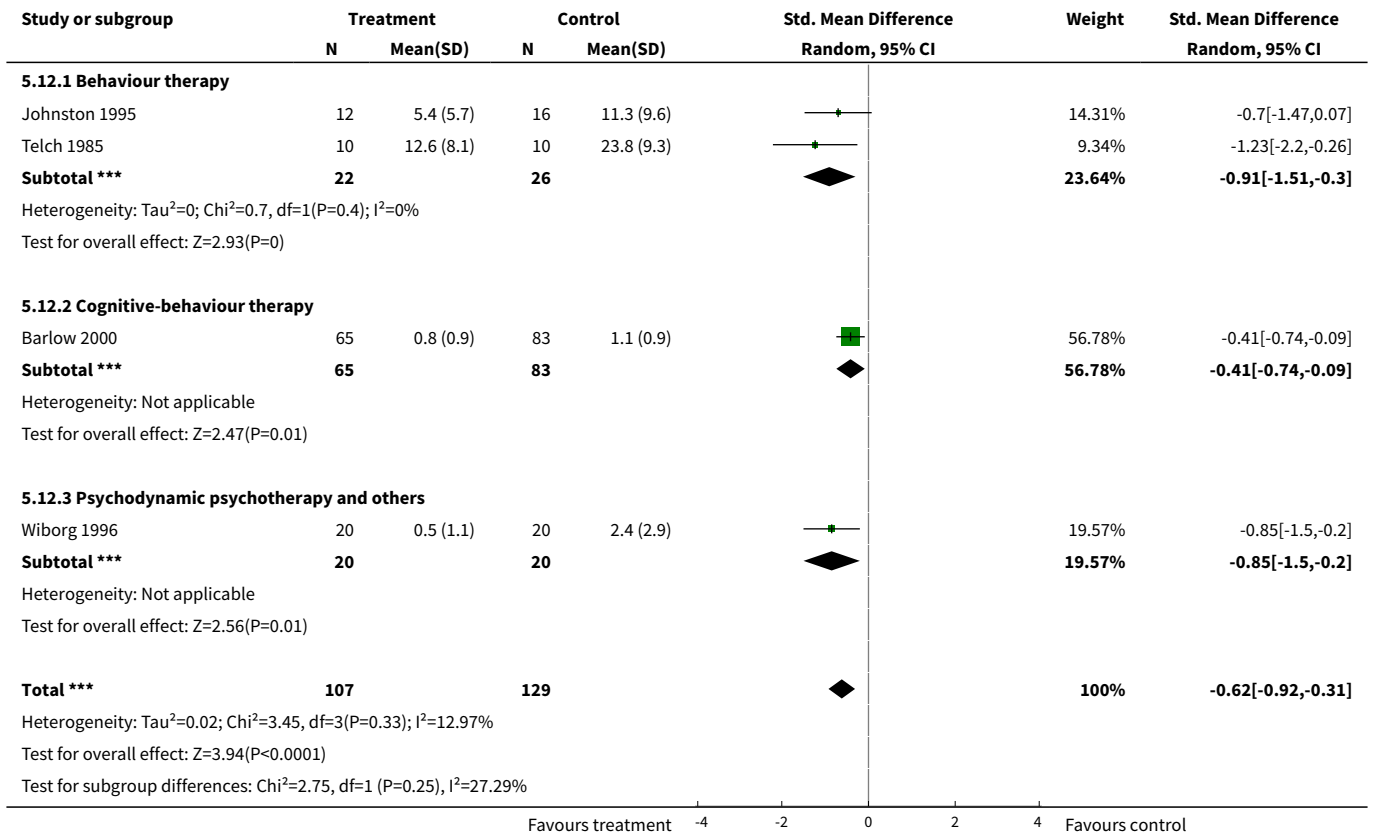 Study or subgroup Treatment Control Std. Mean Difference Weight Std. Mean Difference
N Mean(SD) N Mean(SD) Random, 95% CI Random, 95% CI
5.12.1 Behaviour therapy
Johnston 1995 12 5.4 (5.7) 16 11.3 (9.6) 14.31% -0.7[-1.47,0.07]
Telch 1985 10 12.6 (8.1) 10 23.8 (9.3) 9.34% -1.23[-2.2,-0.26]
Subtotal *** 22 26 23.64% -0.91[-1.51,-0.3]
Heterogeneity: Tau²=0; Chi²=0.7, df=1(P=0.4); I²=0%
Test for overall effect: Z=2.93(P=0)
5.12.2 Cognitive-behaviour therapy
Barlow 2000 65 0.8 (0.9) 83 1.1 (0.9) 56.78% -0.41[-0.74,-0.09]
Subtotal *** 65 83 56.78% -0.41[-0.74,-0.09]
Heterogeneity: Not applicable
Test for overall effect: Z=2.47(P=0.01)
5.12.3 Psychodynamic psychotherapy and others
Wiborg 1996 20 0.5 (1.1) 20 2.4 (2.9) 19.57% -0.85[-1.5,-0.2]
Subtotal *** 20 20 19.57% -0.85[-1.5,-0.2]
Heterogeneity: Not applicable
Test for overall effect: Z=2.56(P=0.01)
Total *** 107 129 100% -0.62[-0.92,-0.31]
Heterogeneity: Tau²=0.02; Chi²=3.45, df=3(P=0.33); I²=12.97%
Test for overall effect: Z=3.94(P<0.0001)
Test for subgroup differences: Chi²=2.75, df=1 (P=0.25), I²=27.29%
Favours treatment -4 -2 0 2 4 Favours control